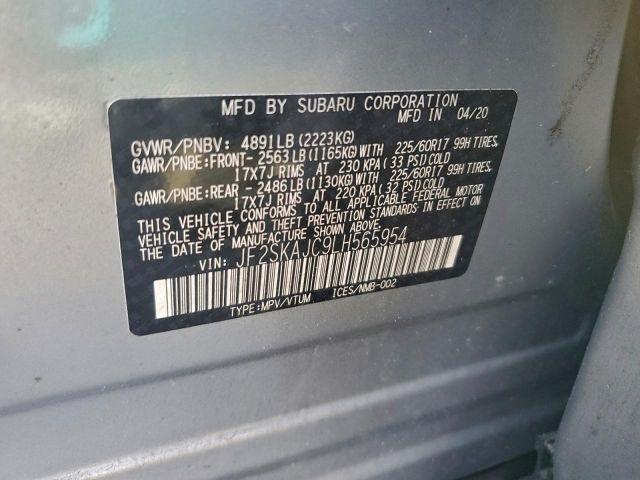 MFD BY SUBARU CORPORATION
MFD IN 04/20
GVWR/PNBV: 4891LB(2223KG)
GAWR/PNBE:FRONT- 2563LB(1165KG)WITH 225/60R17 99H TIRES,
17X7J RIMS AT 230 KPA (33 PSI)COLD
GAWR/PNBE:REAR - 2486LB(1130KG)WITH 225/60R17 99H TIRES,
17X7J RIMS AT 220 KPA (32 PSI)COLD
THIS VEHICLE CONFORMS TO ALL APPLICABLE FEDERAL MOTOR
VEHICLE SAFETY AND THEFT PREVENTION STANDARDS IN EFFECT ON
THE DATE OF MANUFACTURE SHOWN ABOVE.
VIN: JF2SKAJC9LH565954
TYPE:MPV/VTUM ICES/NMB-002